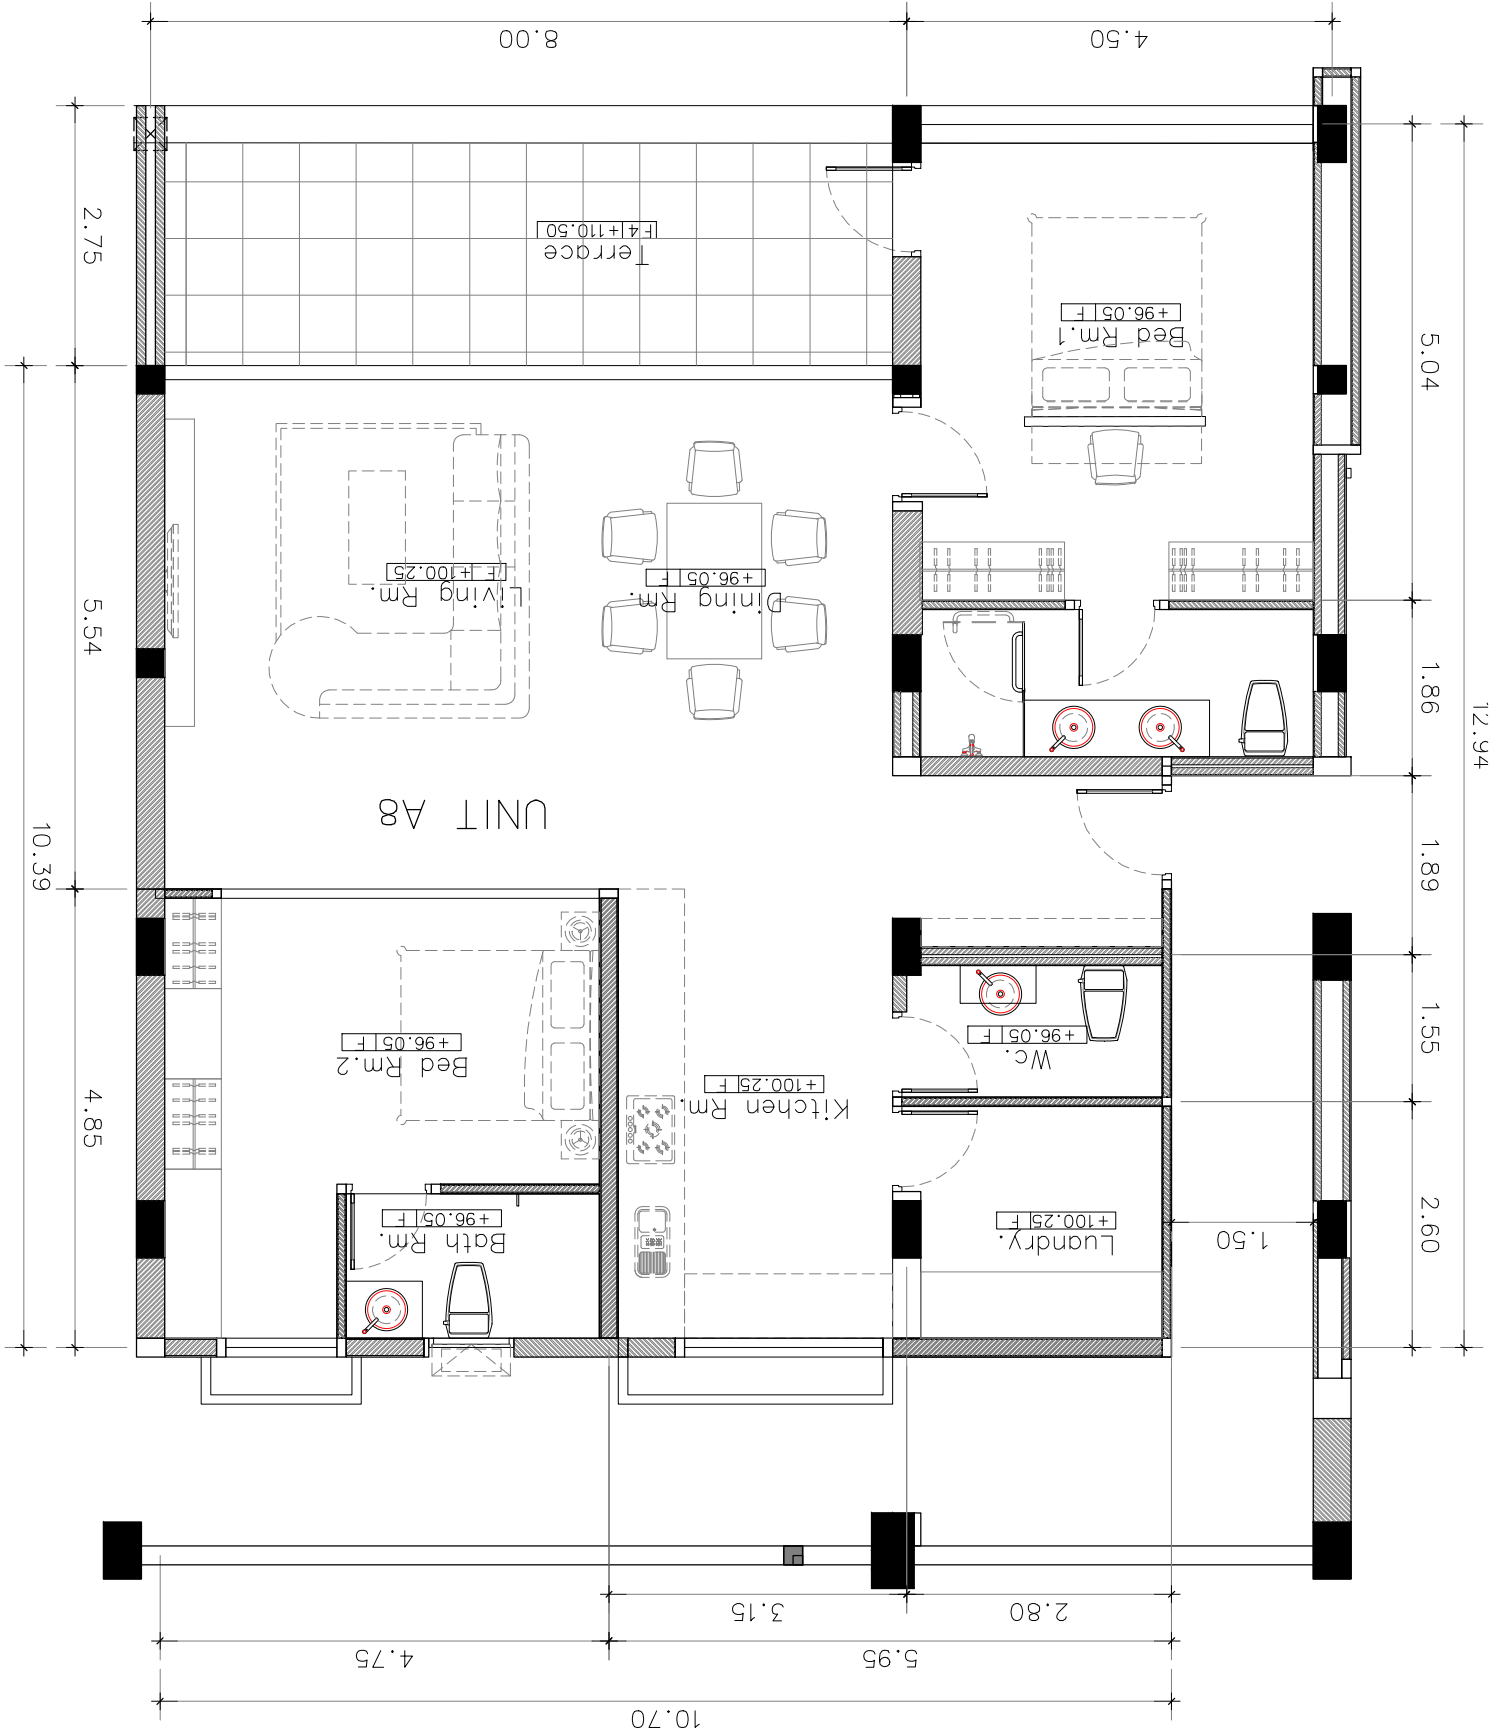 8.00
4.50
2.75
F4 +110.50
Terrace
+96.05 F
Bed Rm.1
5.04
5.54
F +100.25
Living Rm.
+96.05 F
Dining Rm.
1.86
12.94
UNIT A8
10.39
1.89
+96.05 F
Bed Rm.2
+96.05 F
Wc.
1.55
+100.25 F
Kitchen Rm.
4.85
+96.05 F
Bath Rm.
+100.25 F
Luandry.
1.50
2.60
3.15
2.80
4.75
5.95
10.70